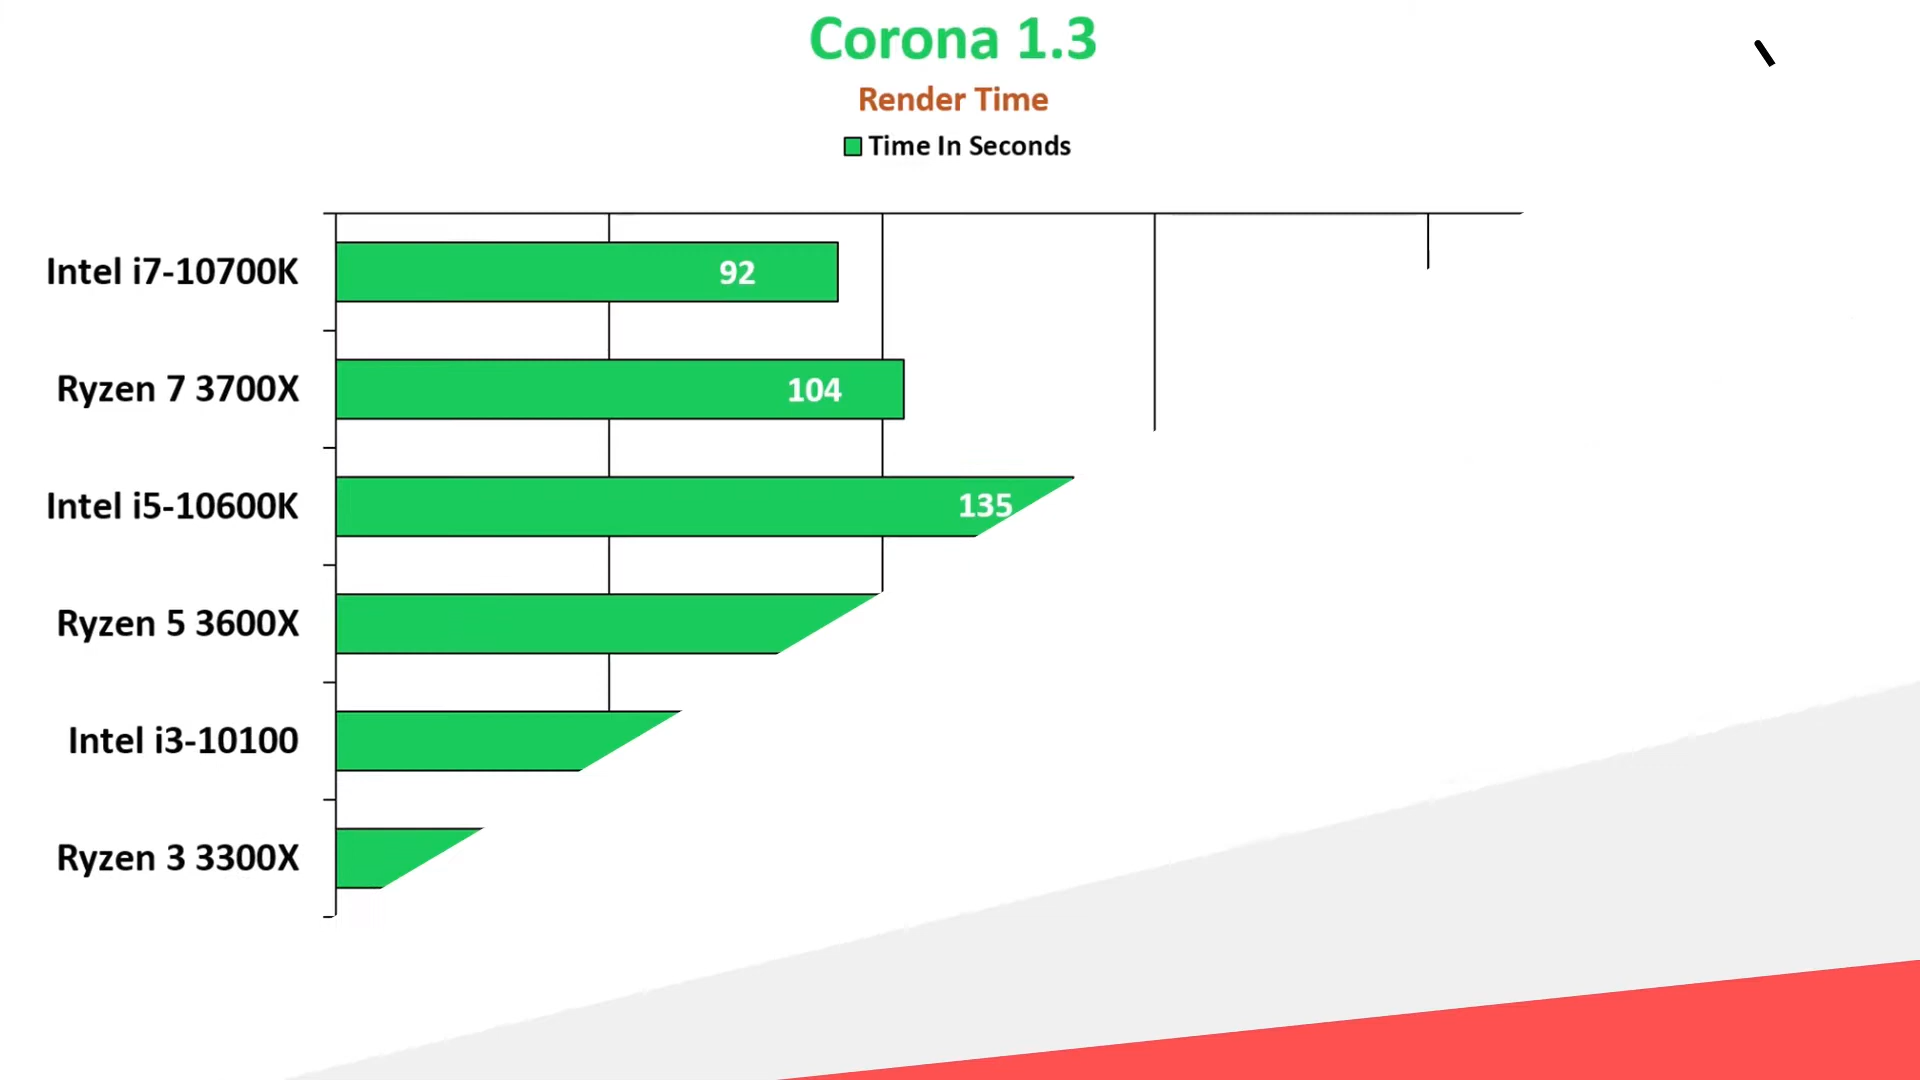 Corona 1.3
Render Time
Time In Seconds
Intel i7-10700K
92
Ryzen 7 3700X
104
Intel i5-10600K
135
Ryzen 5 3600X
Intel i3-10100
Ryzen 3 3300X